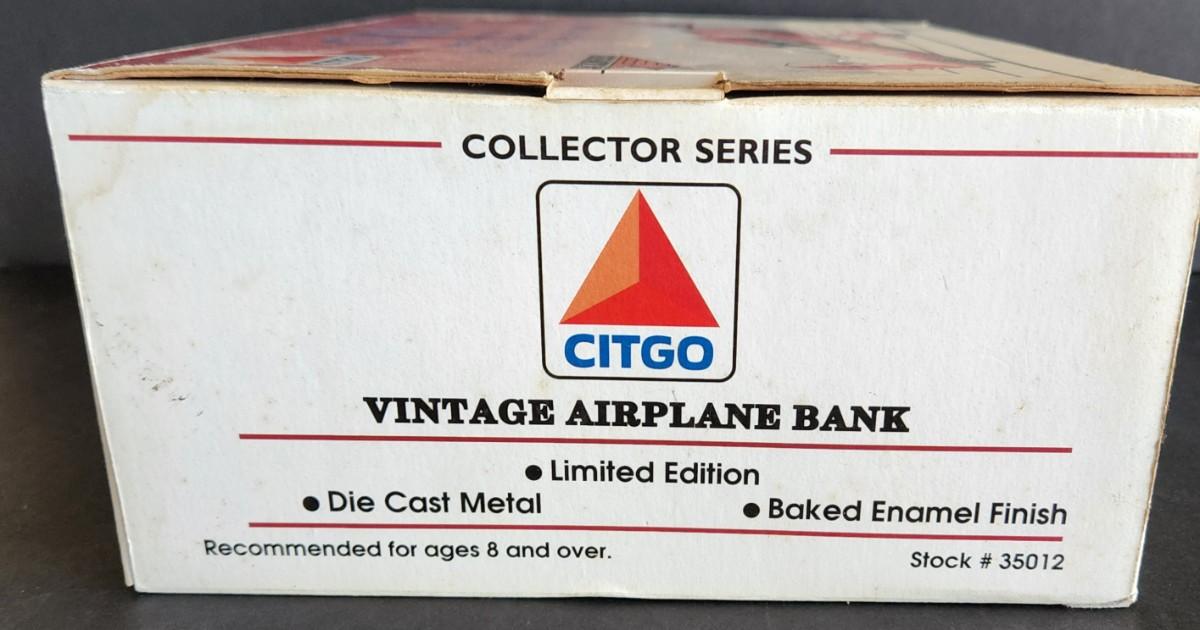 COLLECTOR SERIES
CITGO
VINTAGE AIRPLANE BANK
● Limited Edition
● Die Cast Metal ● Baked Enamel Finish
Recommended for ages 8 and over. Stock # 35012